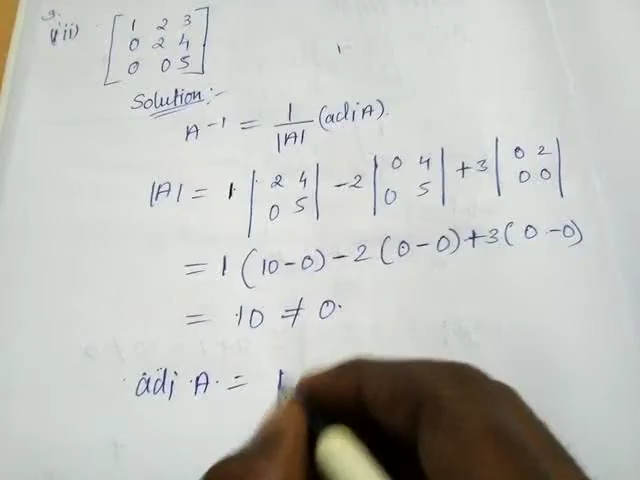 3.
vii) [1 2 3
0 2 4
0 0 5]
Solution:-
A⁻¹ = 1/|A| (adj A).
|A| = 1 |2 4 0 5| - 2 |0 4 0 5| + 3 |0 2 0 0|
= 1 (10 - 0) - 2 (0 - 0) + 3 (0 - 0)
= 10 ≠ 0.
adj A =